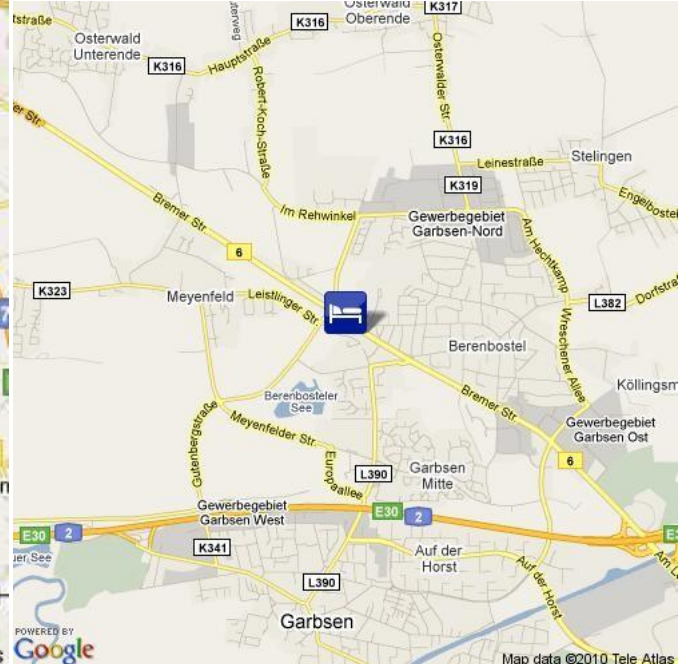 Osterwald
Oberende
K317
K316
Osterwald
Unterende
K316
Hauptstraße
Robert-Koch-Straße
Osterwalder Str.
K316
Leinestraße
Stelingen
K319
Bremer Str.
Im Rehwinkel
Gewerbegebiet
Garbsen-Nord
Am Hechtkamp
6
K323
Meyenfeld
Leistlinger Str.
L382
Wreschener Allee
Berenbostel
Berenbosteler
See
Bremer Str.
Gutenbergstraße
Meyenfelder Str.
Europaallee
Gewerbegebiet
Garbsen Ost
6
L390
Garbsen
Mitte
Gewerbegebiet
Garbsen West
E30
2
E30
2
K341
Auf der
Horst
Auf der Horst
L390
Garbsen
POWERED BY
Google
Map data ©2010 Tele Atlas